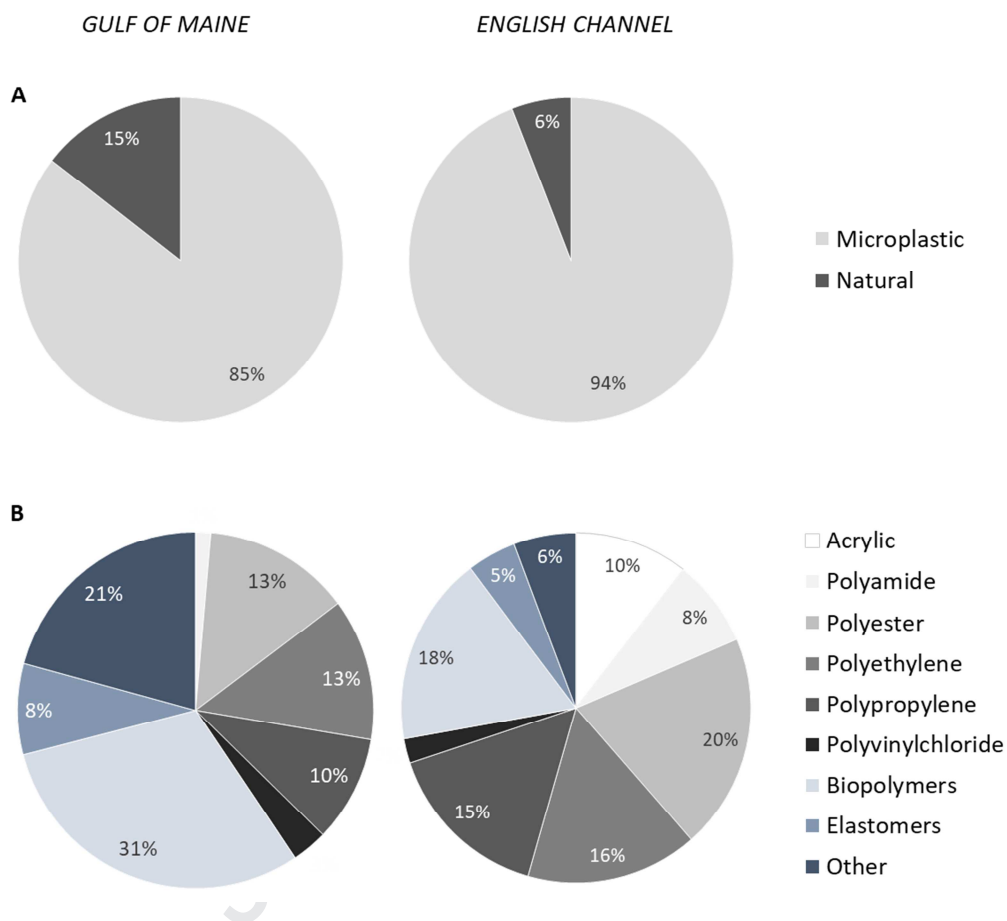 GULF OF MAINE
ENGLISH CHANNEL
A
15%
85%
6%
94%
Microplastic
Natural
B
21%
13%
13%
10%
31%
8%
6%
10%
8%
20%
16%
15%
18%
5%
Acrylic
Polyamide
Polyester
Polyethylene
Polypropylene
Polyvinylchloride
Biopolymers
Elastomers
Other